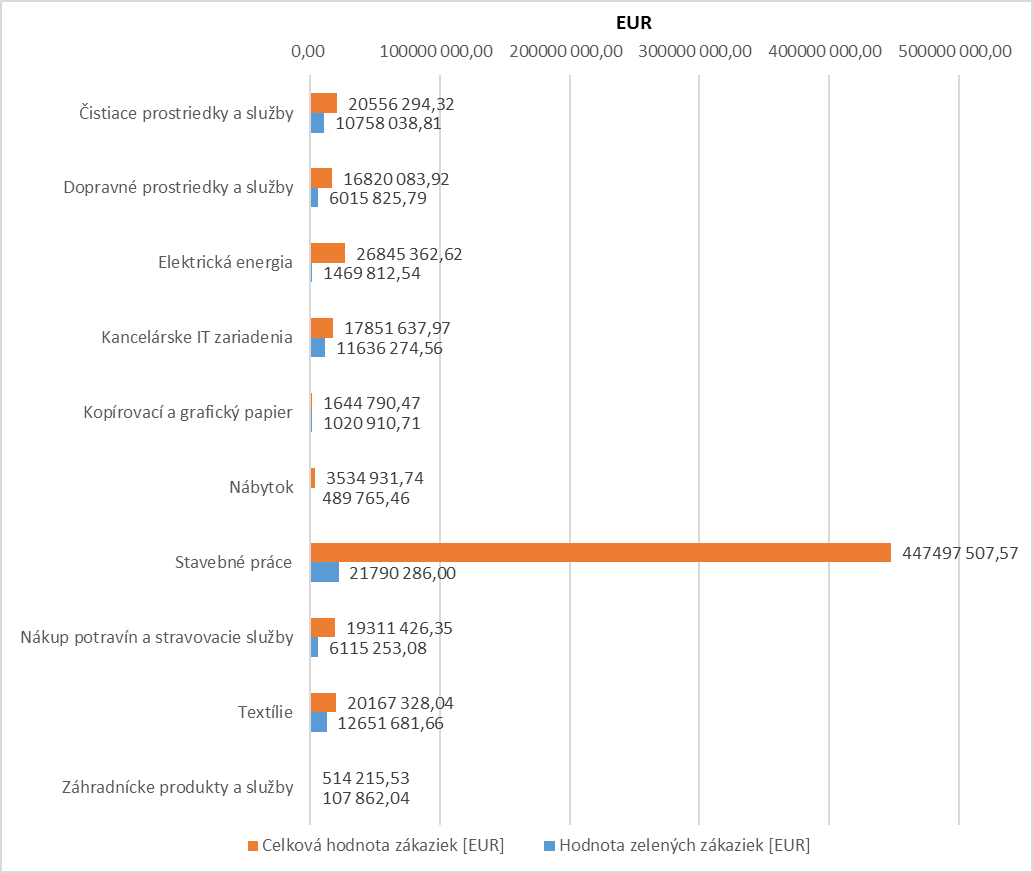 EUR
0,00 100000 000,00 200000 000,00 300000 000,00 400000 000,00 500000 000,00
Čistiace prostriedky a služby
20556 294,32
10758 038,81
Dopravné prostriedky a služby
16820 083,92
6015 825,79
Elektrická energia
26845 362,62
1469 812,54
Kancelárske IT zariadenia
17851 637,97
11636 274,56
Kopírovací a grafický papier
1644 790,47
1020 910,71
Nábytok
3534 931,74
489 765,46
Stavebné práce
447497 507,57
21790 286,00
Nákup potravín a stravovacie služby
19311 426,35
6115 253,08
Textílie
20167 328,04
12651 681,66
Záhradnícke produkty a služby
514 215,53
107 862,04
Celková hodnota zákaziek [EUR] Hodnota zelených zákaziek [EUR]